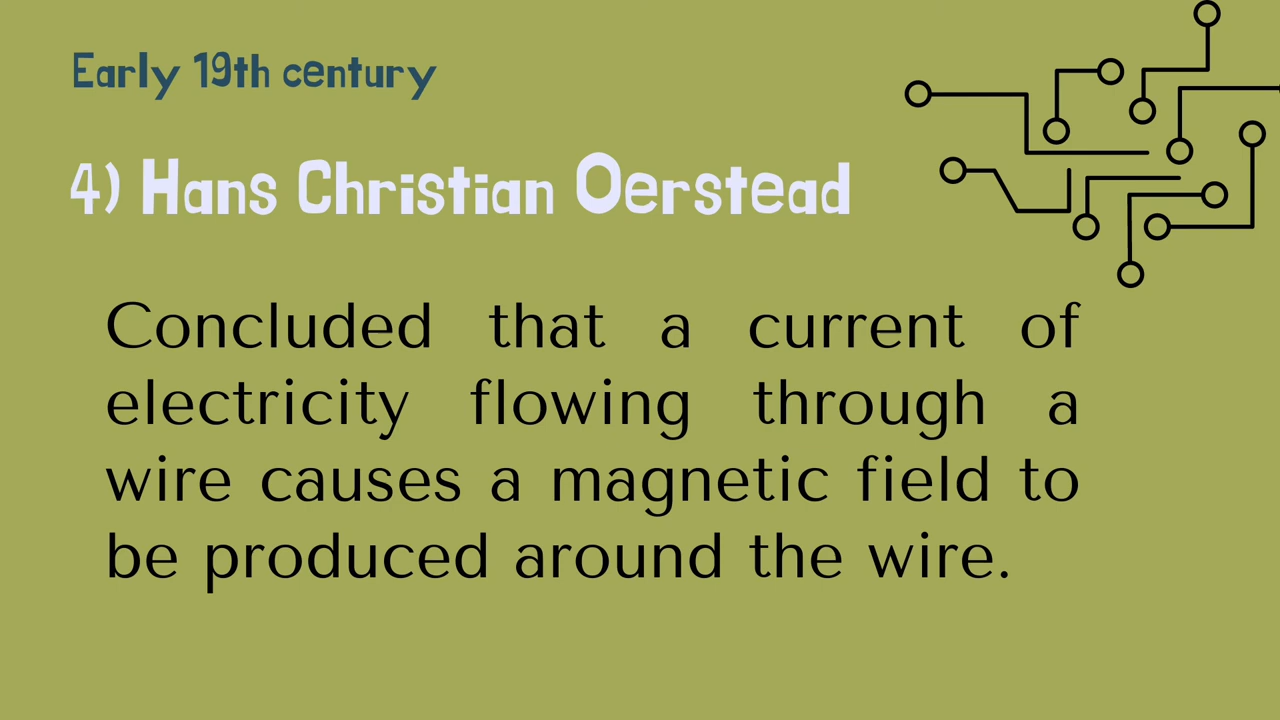 Early 19th century
4) Hans Christian Oerstead
Concluded that a current of
electricity flowing through a
wire causes a magnetic field to
be produced around the wire.